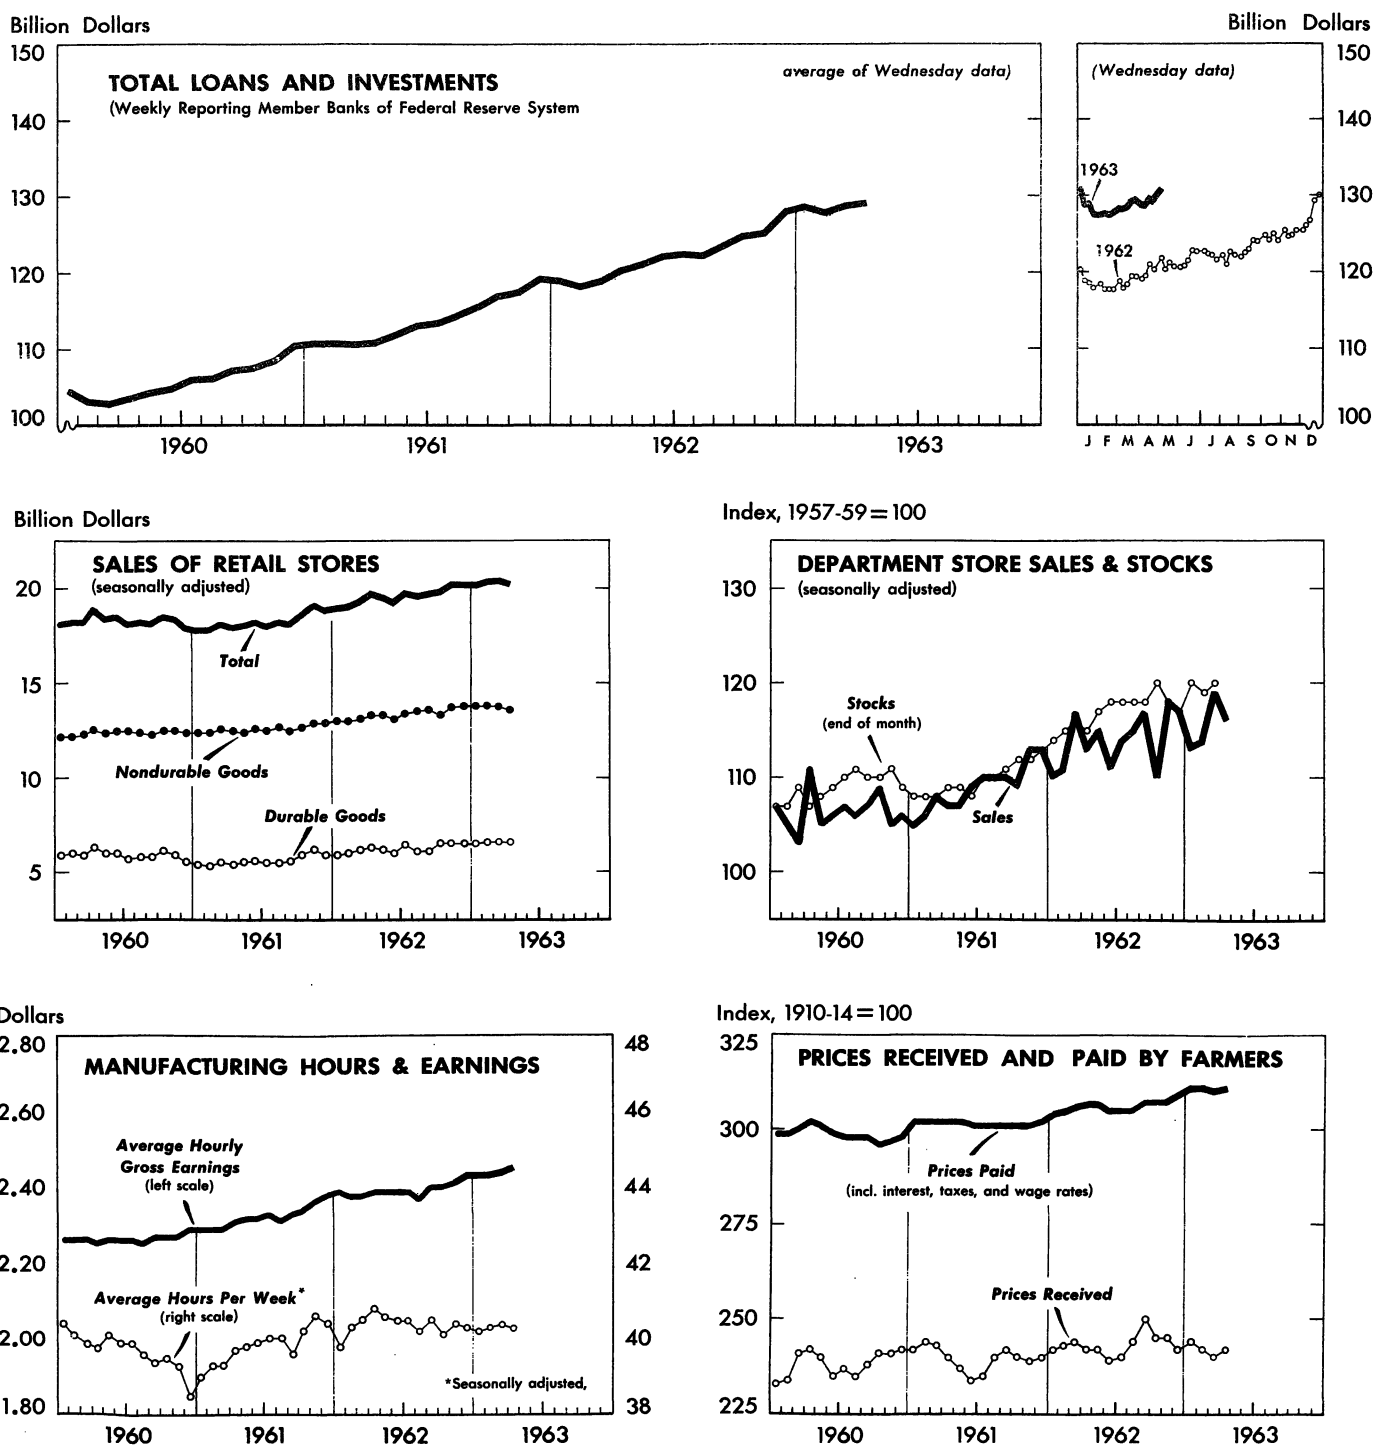 Billion Dollars
Billion Dollars
150
140
130
120
110
100
TOTAL LOANS AND INVESTMENTS
(Weekly Reporting Member Banks of Federal Reserve System
average of Wednesday data)
1960 1961 1962 1963
(Wednesday data)
1963
1962
150
140
130
120
110
100
J F M A M J J A S O N D
Billion Dollars
20
15
10
5
SALES OF RETAIL STORES
(seasonally adjusted)
Total
Nondurable Goods
Durable Goods
1960 1961 1962 1963
Index, 1957-59=100
130
120
110
100
DEPARTMENT STORE SALES & STOCKS
(seasonally adjusted)
Stocks
(end of month)
Sales
1960 1961 1962 1963
Dollars
2.80
2.60
2.40
2.20
2.00
1.80
MANUFACTURING HOURS & EARNINGS
Average Hourly
Gross Earnings
(left scale)
Average Hours Per Week*
(right scale)
*Seasonally adjusted,
48
46
44
42
40
38
1960 1961 1962 1963
Index, 1910-14=100
325
300
275
250
225
PRICES RECEIVED AND PAID BY FARMERS
Prices Paid
(incl. interest, taxes, and wage rates)
Prices Received
1960 1961 1962 1963